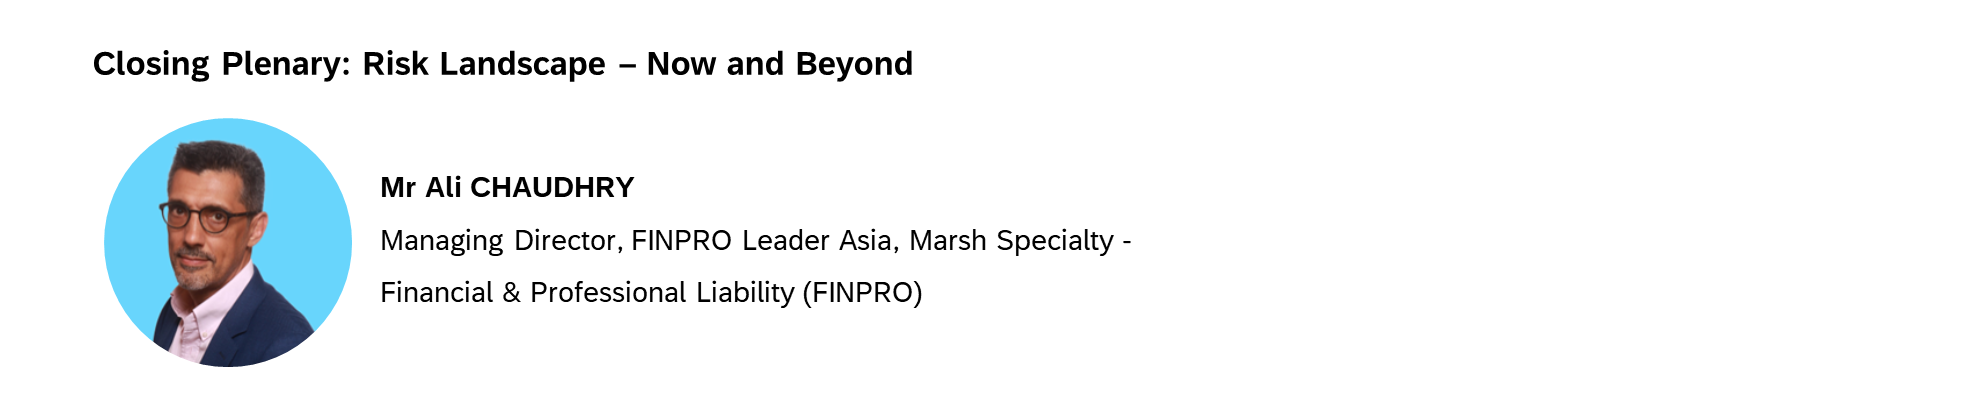 Closing Plenary: Risk Landscape – Now and Beyond
Mr Ali CHAUDHRY
Managing Director, FINPRO Leader Asia, Marsh Specialty -
Financial & Professional Liability (FINPRO)